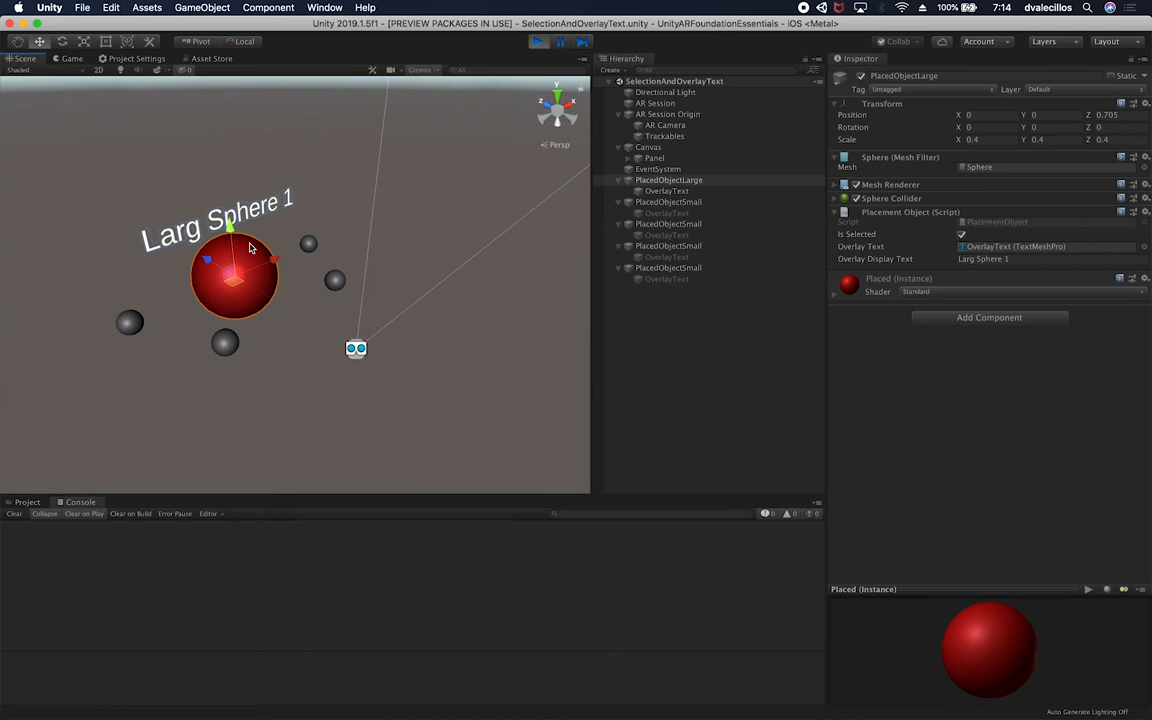 Unity File Edit Assets GameObject Component Window Help 100% 7:14 dvalecillos
Unity 2019.1.5f1 - [PREVIEW PACKAGES IN USE] - SelectionAndOverlayText.unity - UnityARFoundationEssentials - iOS <Metal>
Pivot Local Collab Account Layers Layout
Scene Game Project Settings Asset Store
Shaded 2D 0 Gizmos All
y
z x
Persp
Larg Sphere 1
Hierarchy
Create All
SelectionAndOverlayText
Directional Light
AR Session
AR Session Origin
AR Camera
Trackables
Canvas
Panel
EventSystem
PlacedObjectLarge
OverlayText
PlacedObjectSmall
OverlayText
PlacedObjectSmall
OverlayText
PlacedObjectSmall
OverlayText
PlacedObjectSmall
OverlayText
Inspector
PlacedObjectLarge Static
Tag Untagged Layer Default
Transform
Position X 0 Y 0 Z 0.705
Rotation X 0 Y 0 Z 0
Scale X 0.4 Y 0.4 Z 0.4
Sphere (Mesh Filter)
Mesh Sphere
Mesh Renderer
Sphere Collider
Placement Object (Script)
Script PlacementObject
Is Selected
Overlay Text OverlayText (TextMeshPro)
Overlay Display Text Larg Sphere 1
Placed (Instance)
Shader Standard
Add Component
Project Console
Clear Collapse Clear on Play Clear on Build Error Pause Editor 0 0 0
Placed (Instance)
Auto Generate Lighting Off